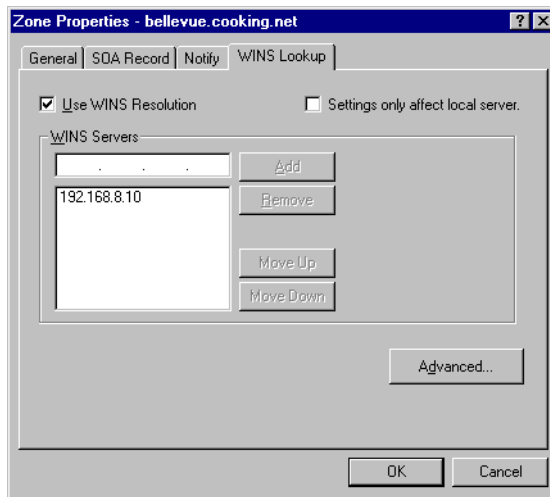 Zone Properties - bellevue.cooking.net
General SOA Record Notify WINS Lookup
Use WINS Resolution
Settings only affect local server.
WINS Servers
. . .
Add
192.168.8.10
Remove
Move Up
Move Down
Advanced...
OK
Cancel